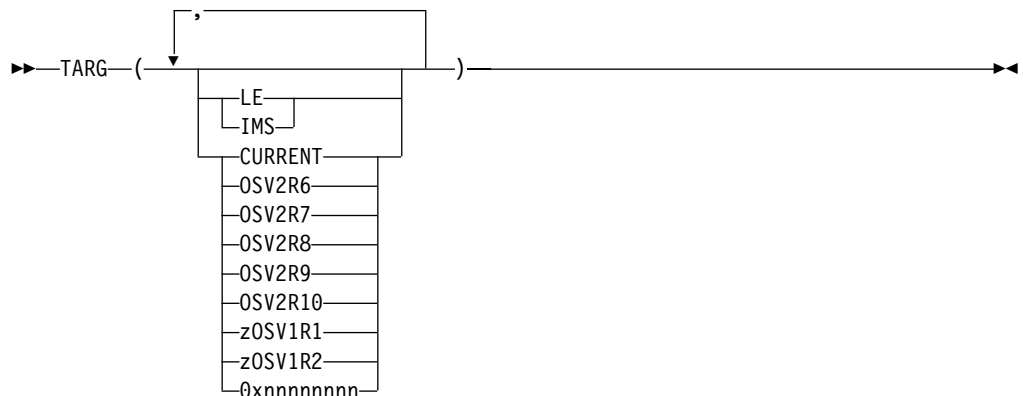 ,
TARG ( )
LE
IMS
CURRENT
OSV2R6
OSV2R7
OSV2R8
OSV2R9
OSV2R10
zOSV1R1
zOSV1R2
0xnnnnnnnn